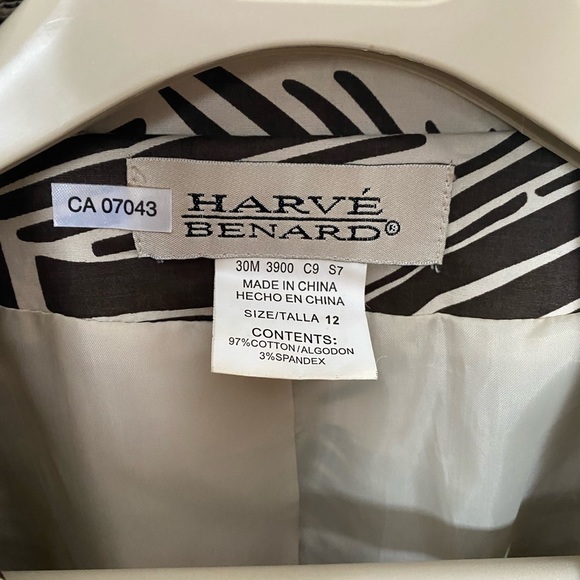 HARVÉ
BENARD®
CA 07043
30M 3900 C9 S7
MADE IN CHINA
HECHO EN CHINA
SIZE/TALLA 12
CONTENTS:
97%COTTON/ALGODON
3%SPANDEX